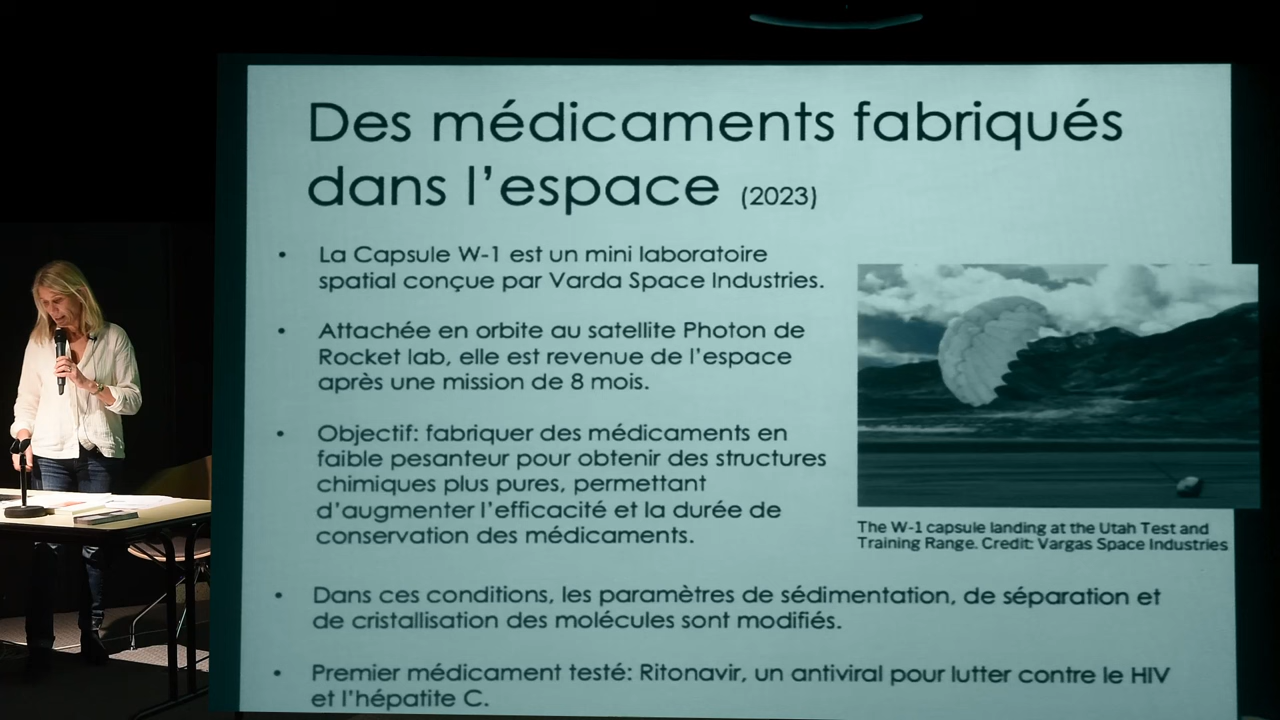 Des médicaments fabriqués
dans l'espace (2023)
• La Capsule W-1 est un mini laboratoire
spatial conçue par Varda Space Industries.
• Attachée en orbite au satellite Photon de
Rocket lab, elle est revenue de l'espace
après une mission de 8 mois.
• Objectif: fabriquer des médicaments en
faible pesanteur pour obtenir des structures
chimiques plus pures, permettant
d'augmenter l'efficacité et la durée de
conservation des médicaments.
The W-1 capsule landing at the Utah Test and
Training Range. Credit: Vargas Space Industries
• Dans ces conditions, les paramètres de sédimentation, de séparation et
de cristallisation des molécules sont modifiés.
• Premier médicament testé: Ritonavir, un antiviral pour lutter contre le HIV
et l'hépatite C.